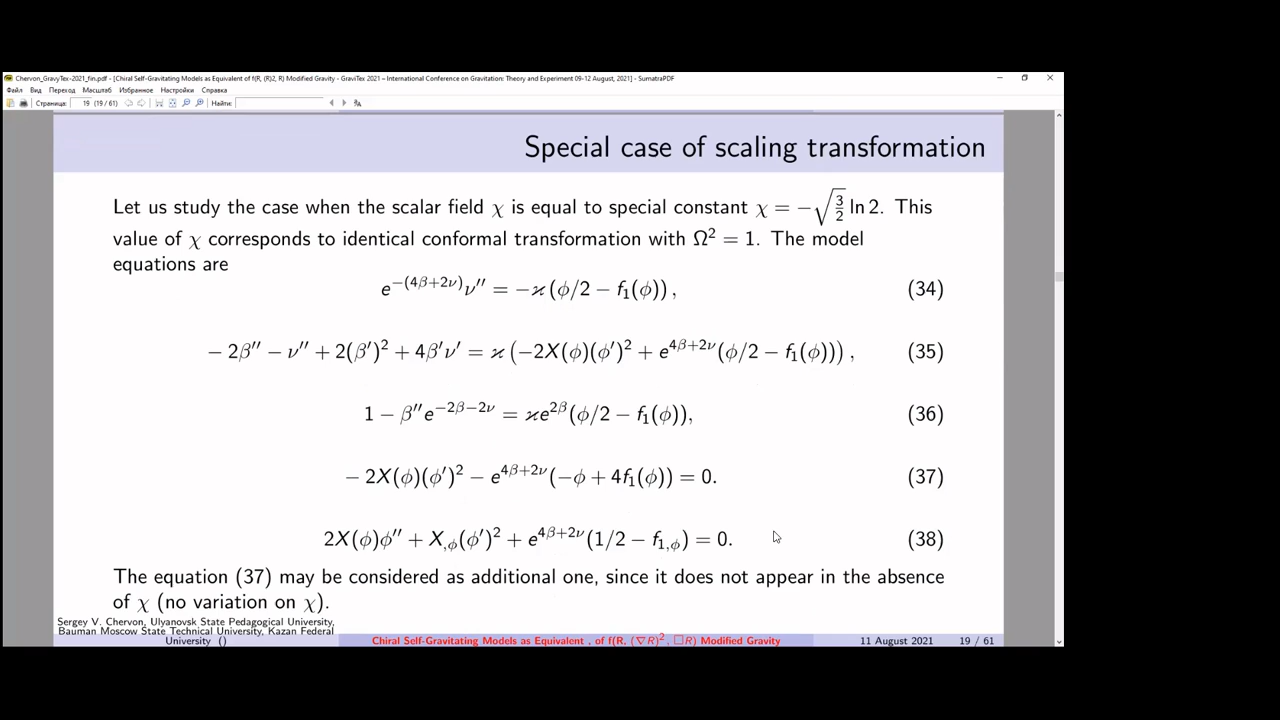 Chervon_GravyTex-2021_fin.pdf - [Chiral Self-Gravitating Models as Equivalent of f(R, (R)2, R) Modified Gravity - GraviTex 2021 – International Conference on Gravitation: Theory and Experiment 09-12 August, 2021] - SumatraPDF
Файл Вид Переход Масштаб Избранное Настройки Справка
Страница: 19 (19 / 61) Найти:
Special case of scaling transformation
Let us study the case when the scalar field χ is equal to special constant χ = −√(3/2) ln 2. This
value of χ corresponds to identical conformal transformation with Ω² = 1. The model
equations are
e^{−(4β+2ν)}ν′′ = −ϰ (ϕ/2 − f₁(ϕ)) , (34)
− 2β′′ − ν′′ + 2(β′)² + 4β′ν′ = ϰ (−2X(ϕ)(ϕ′)² + e^{4β+2ν}(ϕ/2 − f₁(ϕ))) , (35)
1 − β′′e^{−2β−2ν} = ϰe^{2β}(ϕ/2 − f₁(ϕ)), (36)
− 2X(ϕ)(ϕ′)² − e^{4β+2ν}(−ϕ + 4f₁(ϕ)) = 0. (37)
2X(ϕ)ϕ′′ + X_{,ϕ}(ϕ′)² + e^{4β+2ν}(1/2 − f_{1,ϕ}) = 0. (38)
The equation (37) may be considered as additional one, since it does not appear in the absence
of χ (no variation on χ).
Sergey V. Chervon, Ulyanovsk State Pedagogical University,
Bauman Moscow State Technical University, Kazan Federal
University ()
Chiral Self-Gravitating Models as Equivalent , of f(R, (∇R)², □R) Modified Gravity
11 August 2021 19 / 61